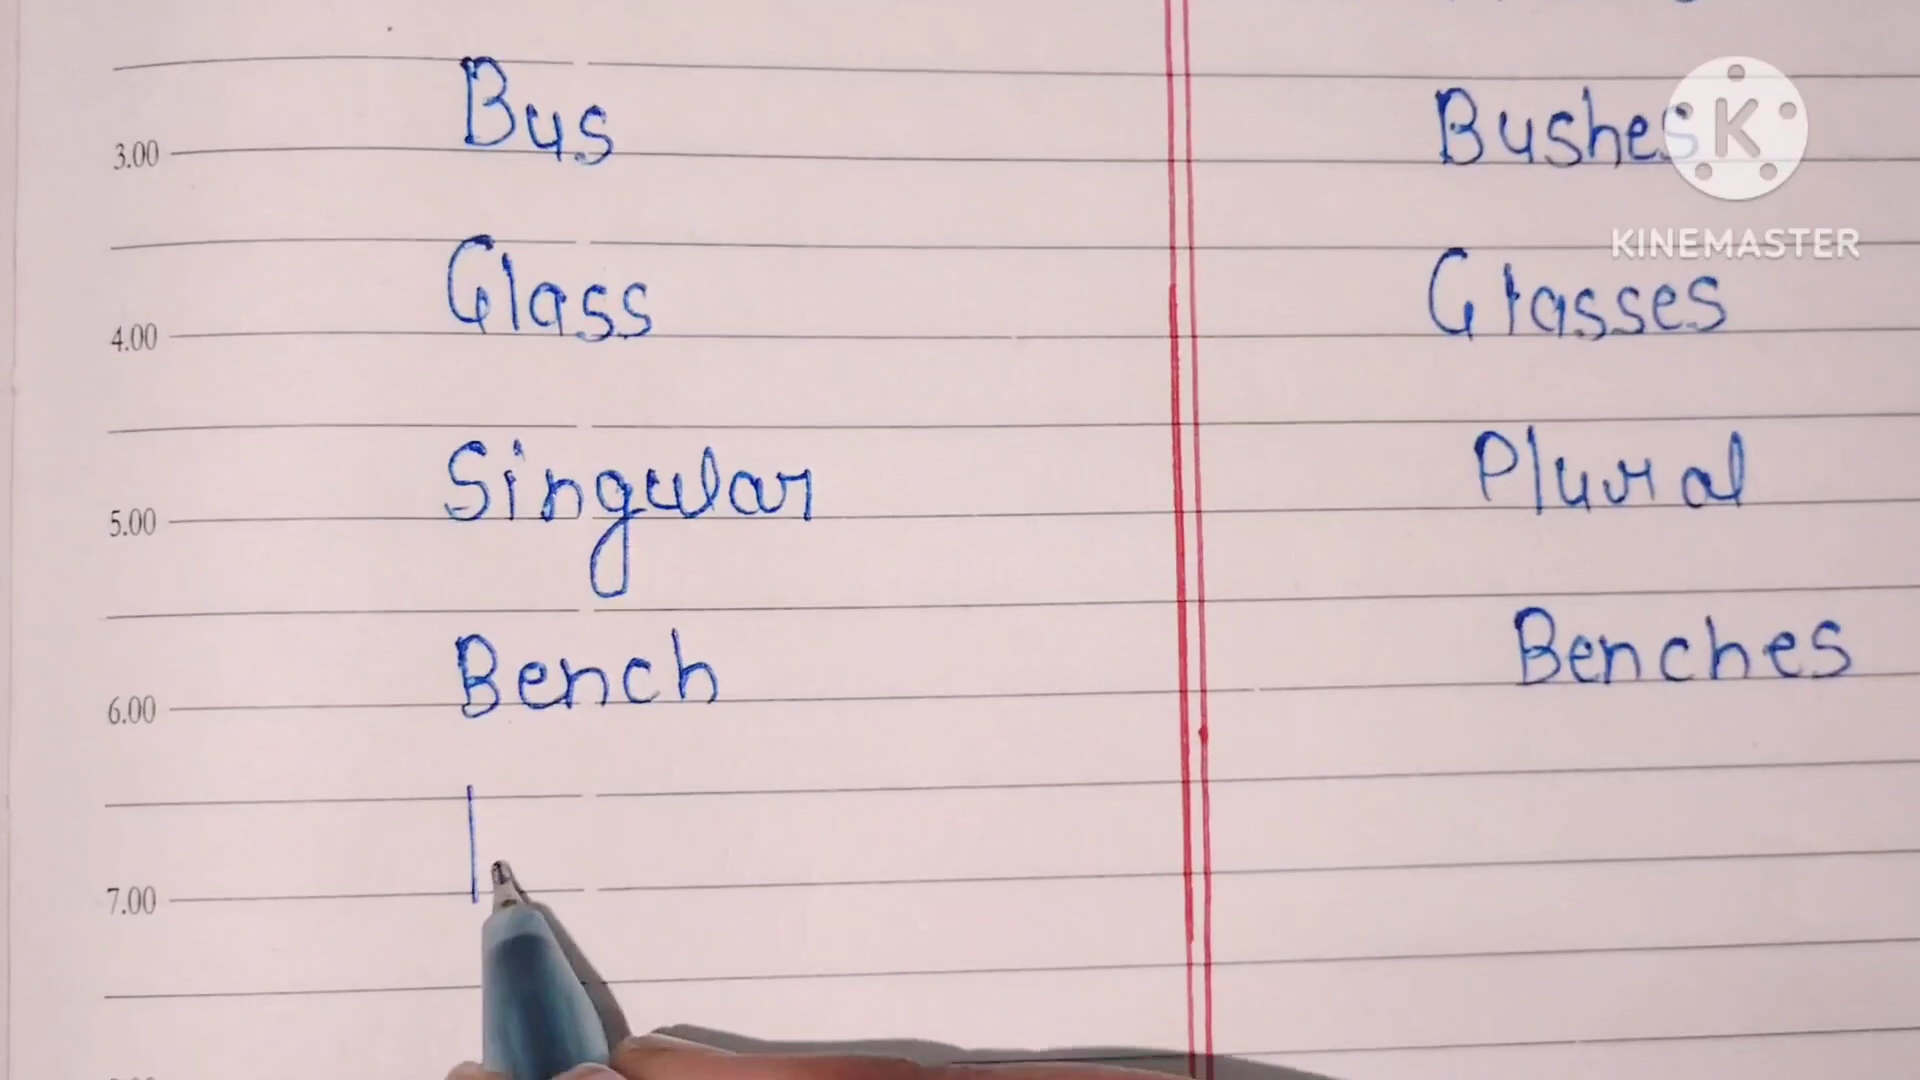 Bus Bushes
KINEMASTER
3.00
Glass Glasses
4.00
Singular Plural
5.00
Bench Benches
6.00
7.00